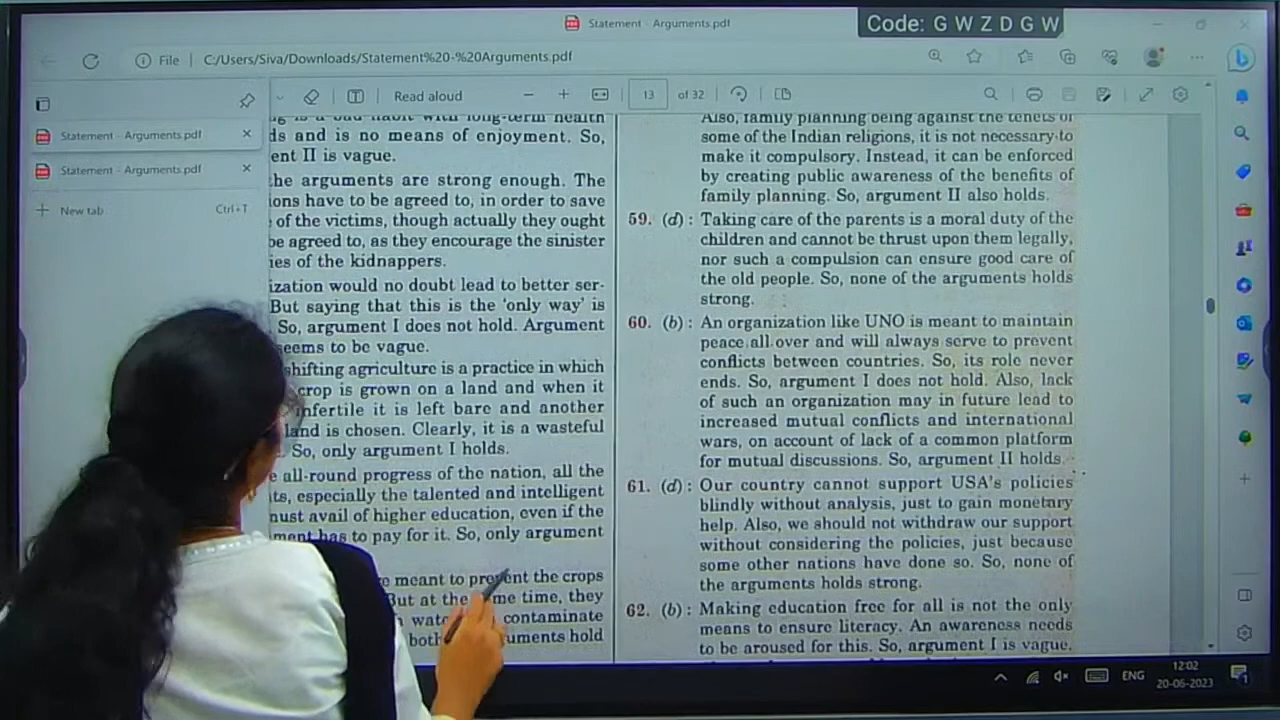 Statement - Arguments.pdf
Code: G W Z D G W
File
C:/Users/Siva/Downloads/Statement%20-%20Arguments.pdf
Read aloud
13 of 32
Statement - Arguments.pdf
Statement - Arguments.pdf
New tab
Ctrl+T
is a bad habit with long-term health
ds and is no means of enjoyment. So,
ent II is vague.
he arguments are strong enough. The
ions have to be agreed to, in order to save
of the victims, though actually they ought
be agreed to, as they encourage the sinister
ies of the kidnappers.
ization would no doubt lead to better ser-
But saying that this is the 'only way' is
So, argument I does not hold. Argument
seems to be vague.
shifting agriculture is a practice in which
crop is grown on a land and when it
nfertile it is left bare and another
land is chosen. Clearly, it is a wasteful
So, only argument I holds.
e all-round progress of the nation, all the
ts, especially the talented and intelligent
must avail of higher education, even if the
ment has to pay for it. So, only argument
e meant to prevent the crops
But at the me time, they
wate contaminate
both uments hold
Also, family planning being against the tenets of
some of the Indian religions, it is not necessary to
make it compulsory. Instead, it can be enforced
by creating public awareness of the benefits of
family planning. So, argument II also holds.
59. (d) : Taking care of the parents is a moral duty of the
children and cannot be thrust upon them legally,
nor such a compulsion can ensure good care of
the old people. So, none of the arguments holds
strong.
60. (b) : An organization like UNO is meant to maintain
peace all over and will always serve to prevent
conflicts between countries. So, its role never
ends. So, argument I does not hold. Also, lack
of such an organization may in future lead to
increased mutual conflicts and international
wars, on account of lack of a common platform
for mutual discussions. So, argument II holds.
61. (d) : Our country cannot support USA's policies
blindly without analysis, just to gain monetary
help. Also, we should not withdraw our support
without considering the policies, just because
some other nations have done so. So, none of
the arguments holds strong.
62. (b) : Making education free for all is not the only
means to ensure literacy. An awareness needs
to be aroused for this. So, argument I is vague.
ENG
12:02
20-06-2023